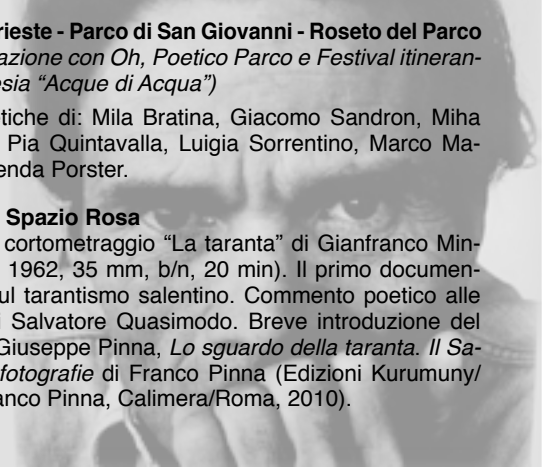 rieste - Parco di San Giovanni - Roseto del Parco
azione con Oh, Poetico Parco e Festival itineran-
esia “Acque di Acqua”)
etiche di: Mila Bratina, Giacomo Sandron, Miha
Pia Quintavalla, Luigia Sorrentino, Marco Ma-
enda Porster.
Spazio Rosa
cortometraggio “La taranta” di Gianfranco Min-
1962, 35 mm, b/n, 20 min). Il primo documen-
ul tarantismo salentino. Commento poetico alle
i Salvatore Quasimodo. Breve introduzione del
Giuseppe Pinna, Lo sguardo della taranta. Il Sa-
fotografie di Franco Pinna (Edizioni Kurumuny/
anco Pinna, Calimera/Roma, 2010).